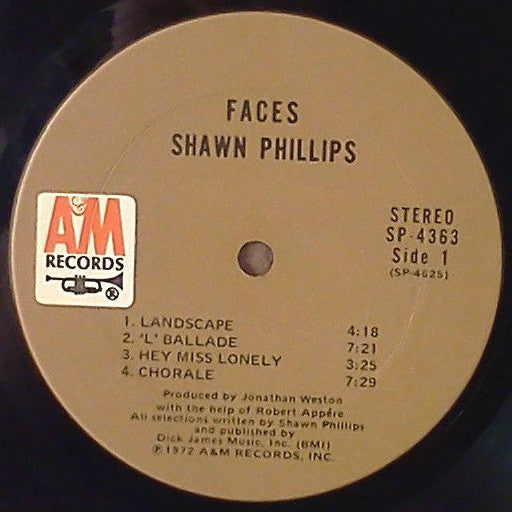 FACES
SHAWN PHILLIPS
A&M
RECORDS
®
STEREO
SP-4363
Side 1
(SP-4625)
1. LANDSCAPE 4:18
2. 'L' BALLADE 7:21
3. HEY MISS LONELY 3:25
4. CHORALE 7:29
Produced by Jonathan Weston
with the help of Robert Appére
All selections written by Shawn Phillips
and published by
Dick James Music, Inc. (BMI)
℗1972 A&M RECORDS, INC.